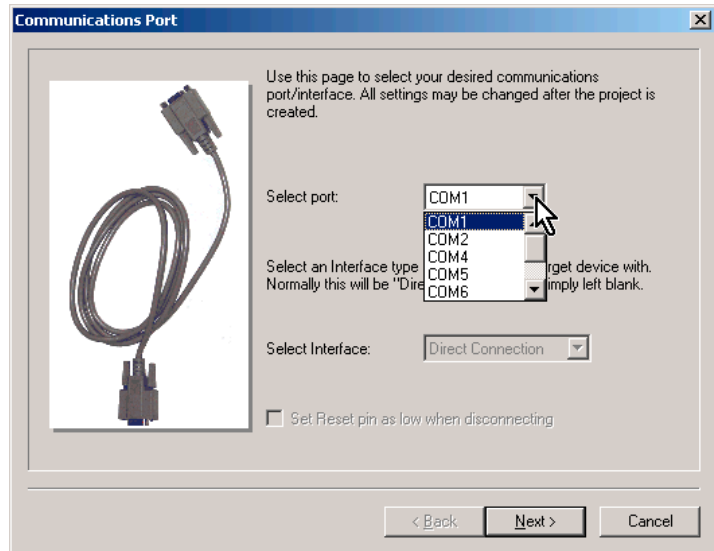 Communications Port
Use this page to select your desired communications
port/interface. All settings may be changed after the project is
created.
Select port:
COM1
COM1
COM2
COM4
COM5
COM6
Select an Interface type
rget device with.
Normally this will be "Dire
imply left blank.
Select Interface:
Direct Connection
Set Reset pin as low when disconnecting
< Back
Next >
Cancel